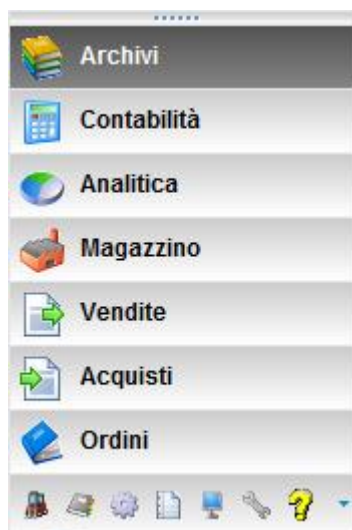 Archivi
Contabilità
Analitica
Magazzino
Vendite
Acquisti
Ordini